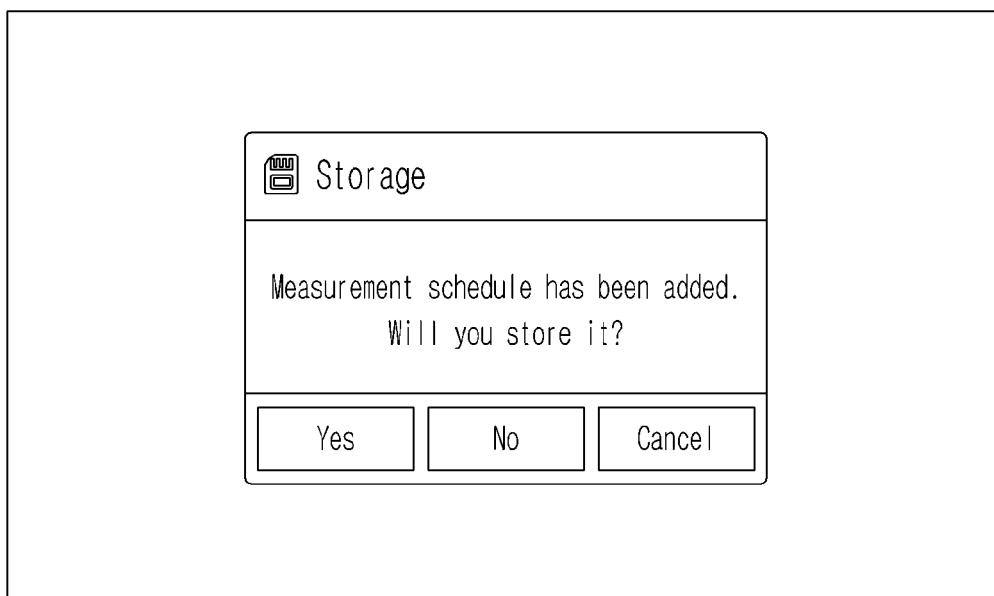 Storage
Measurement schedule has been added.
Will you store it?
Yes
No
Cancel